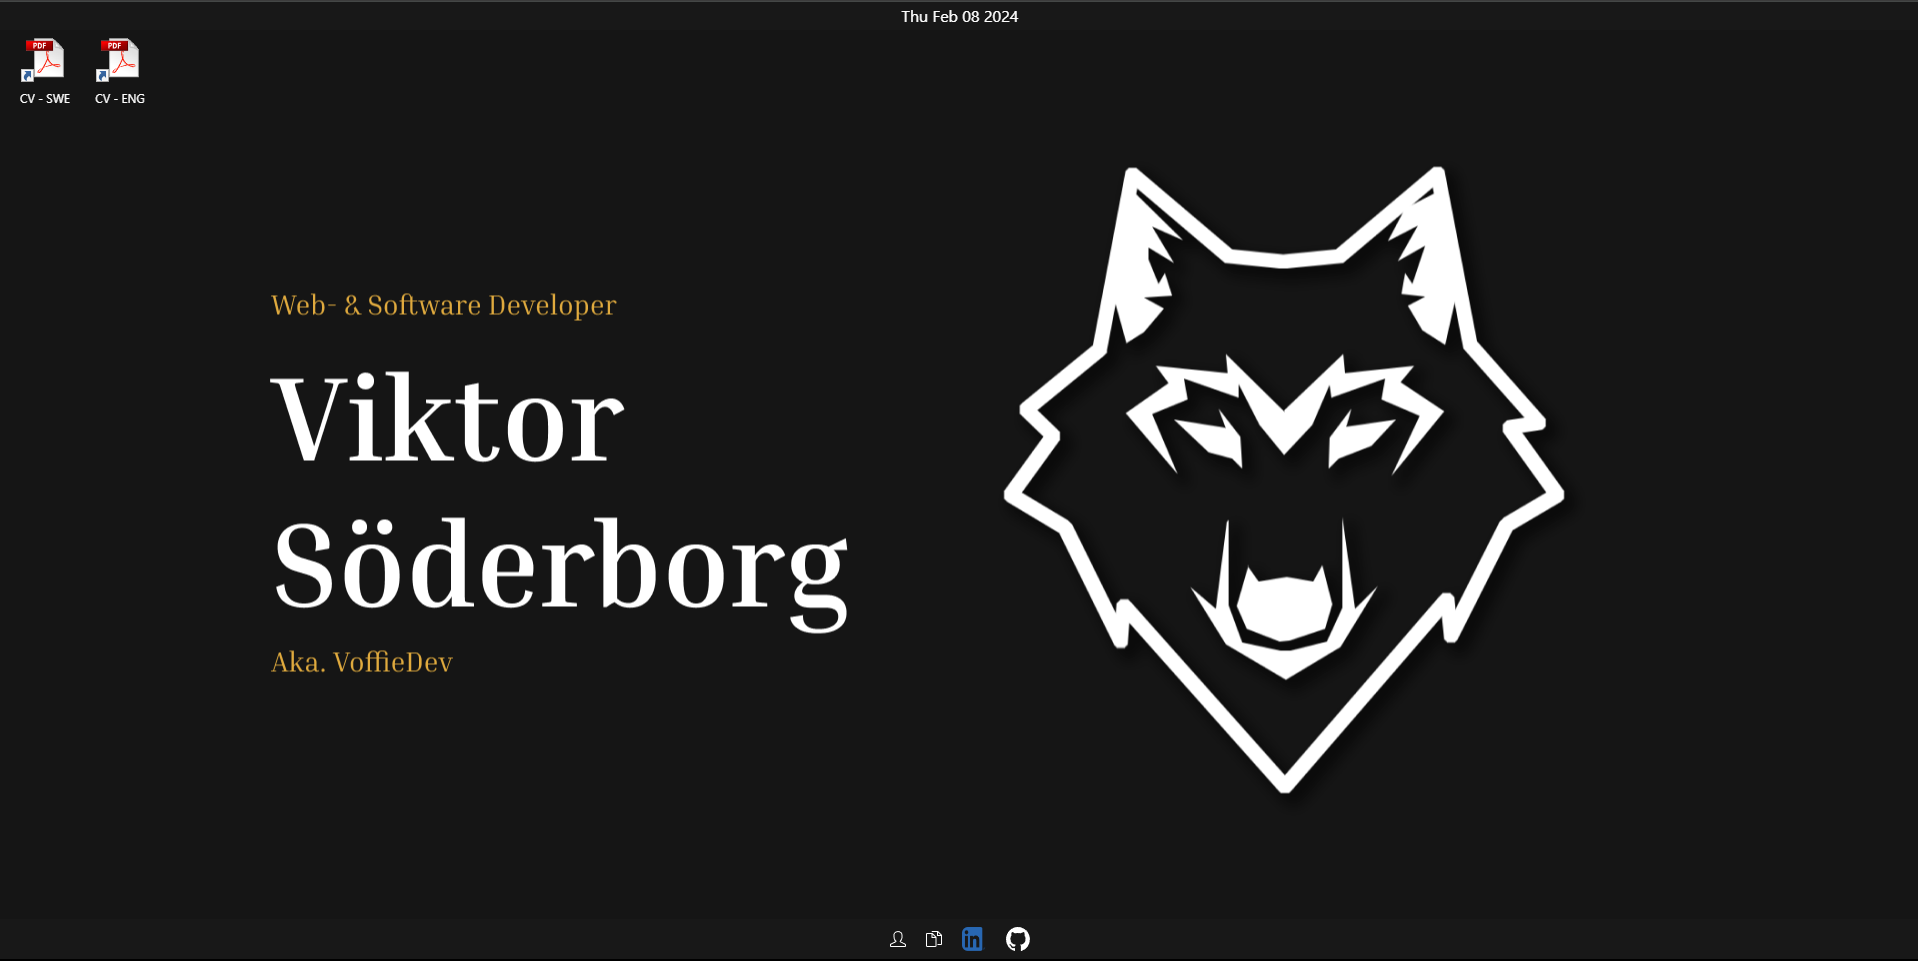 Thu Feb 08 2024
PDF
PDF
CV - SWE
CV - ENG
Web- & Software Developer
Viktor
Söderborg
Aka. VoffieDev
in